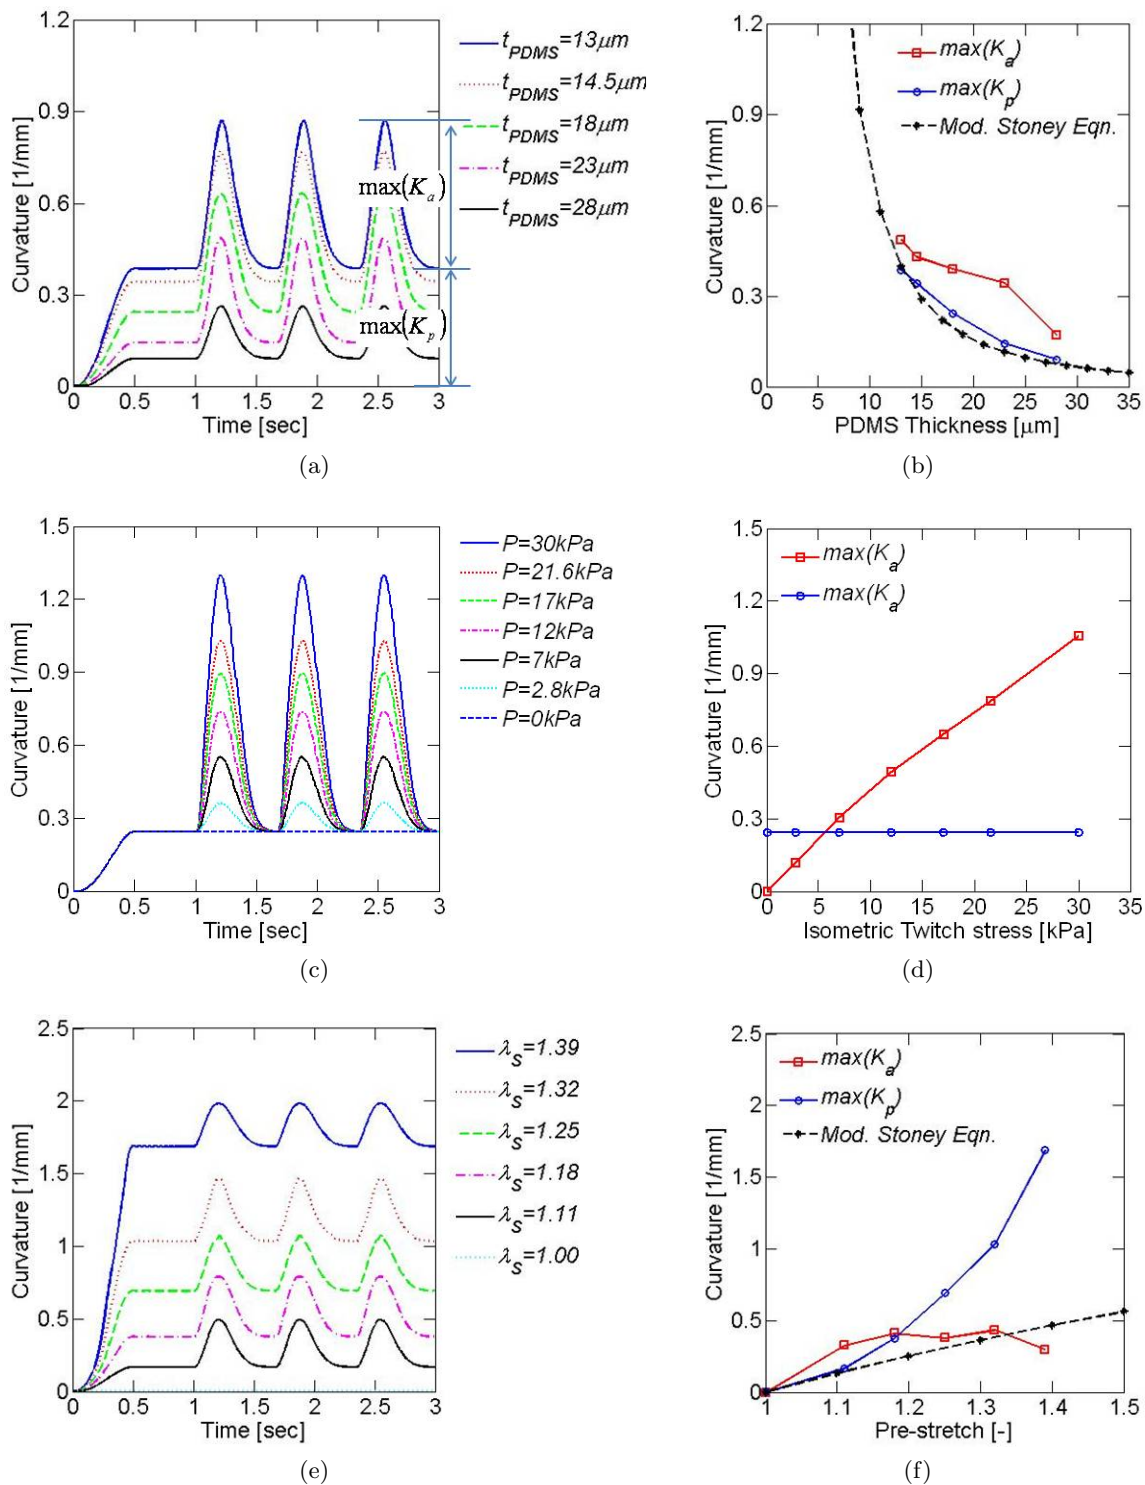 1.2
0.9
0.6
0.3
0
Curvature [1/mm]
0 0.5 1 1.5 2 2.5 3
Time [sec]
t_PDMS=13μm
t_PDMS=14.5μm
t_PDMS=18μm
t_PDMS=23μm
t_PDMS=28μm
max(K_a)
max(K_p)
(a)
1.2
0.9
0.6
0.3
0
Curvature [1/mm]
0 5 10 15 20 25 30 35
PDMS Thickness [μm]
max(K_a)
max(K_p)
Mod. Stoney Eqn.
(b)
1.5
1.2
0.9
0.6
0.3
0
Curvature [1/mm]
0 0.5 1 1.5 2 2.5 3
Time [sec]
P=30kPa
P=21.6kPa
P=17kPa
P=12kPa
P=7kPa
P=2.8kPa
P=0kPa
(c)
1.5
1.2
0.9
0.6
0.3
0
Curvature [1/mm]
0 5 10 15 20 25 30 35
Isometric Twitch stress [kPa]
max(K_a)
max(K_a)
(d)
2.5
2
1.5
1
0.5
0
Curvature [1/mm]
0 0.5 1 1.5 2 2.5 3
Time [sec]
λ_S=1.39
λ_S=1.32
λ_S=1.25
λ_S=1.18
λ_S=1.11
λ_S=1.00
(e)
2.5
2
1.5
1
0.5
0
Curvature [1/mm]
1 1.1 1.2 1.3 1.4 1.5
Pre-stretch [-]
max(K_a)
max(K_p)
Mod. Stoney Eqn.
(f)